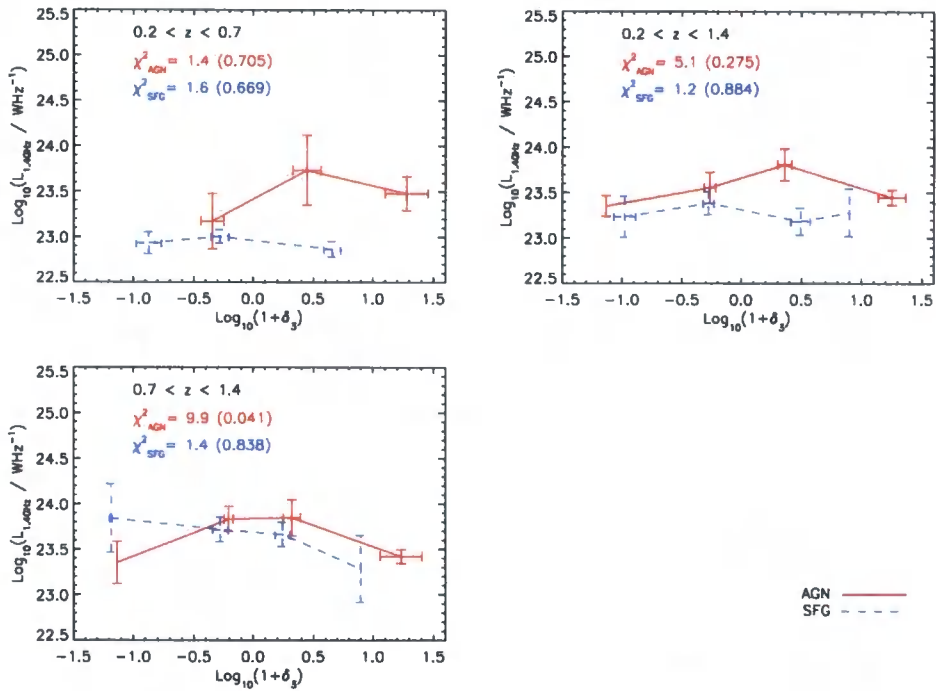 0.2 < z < 0.7
χ²AGN = 1.4 (0.705)
χ²SFG = 1.6 (0.669)
25.5
25.0
24.5
24.0
23.5
23.0
22.5
Log10(L1.4GHz / WHz⁻¹)
-1.5 -1.0 -0.5 0.0 0.5 1.0 1.5
Log10(1+δ3)
0.2 < z < 1.4
χ²AGN = 5.1 (0.275)
χ²SFG = 1.2 (0.884)
25.5
25.0
24.5
24.0
23.5
23.0
22.5
Log10(L1.4GHz / WHz⁻¹)
-1.5 -1.0 -0.5 0.0 0.5 1.0 1.5
Log10(1+δ3)
0.7 < z < 1.4
χ²AGN = 9.9 (0.041)
χ²SFG = 1.4 (0.838)
25.5
25.0
24.5
24.0
23.5
23.0
22.5
Log10(L1.4GHz / WHz⁻¹)
-1.5 -1.0 -0.5 0.0 0.5 1.0 1.5
Log10(1+δ3)
AGN
SFG